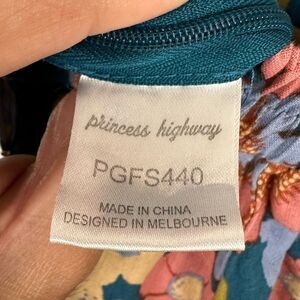 princess highway
PGFS440
MADE IN CHINA
DESIGNED IN MELBOURNE